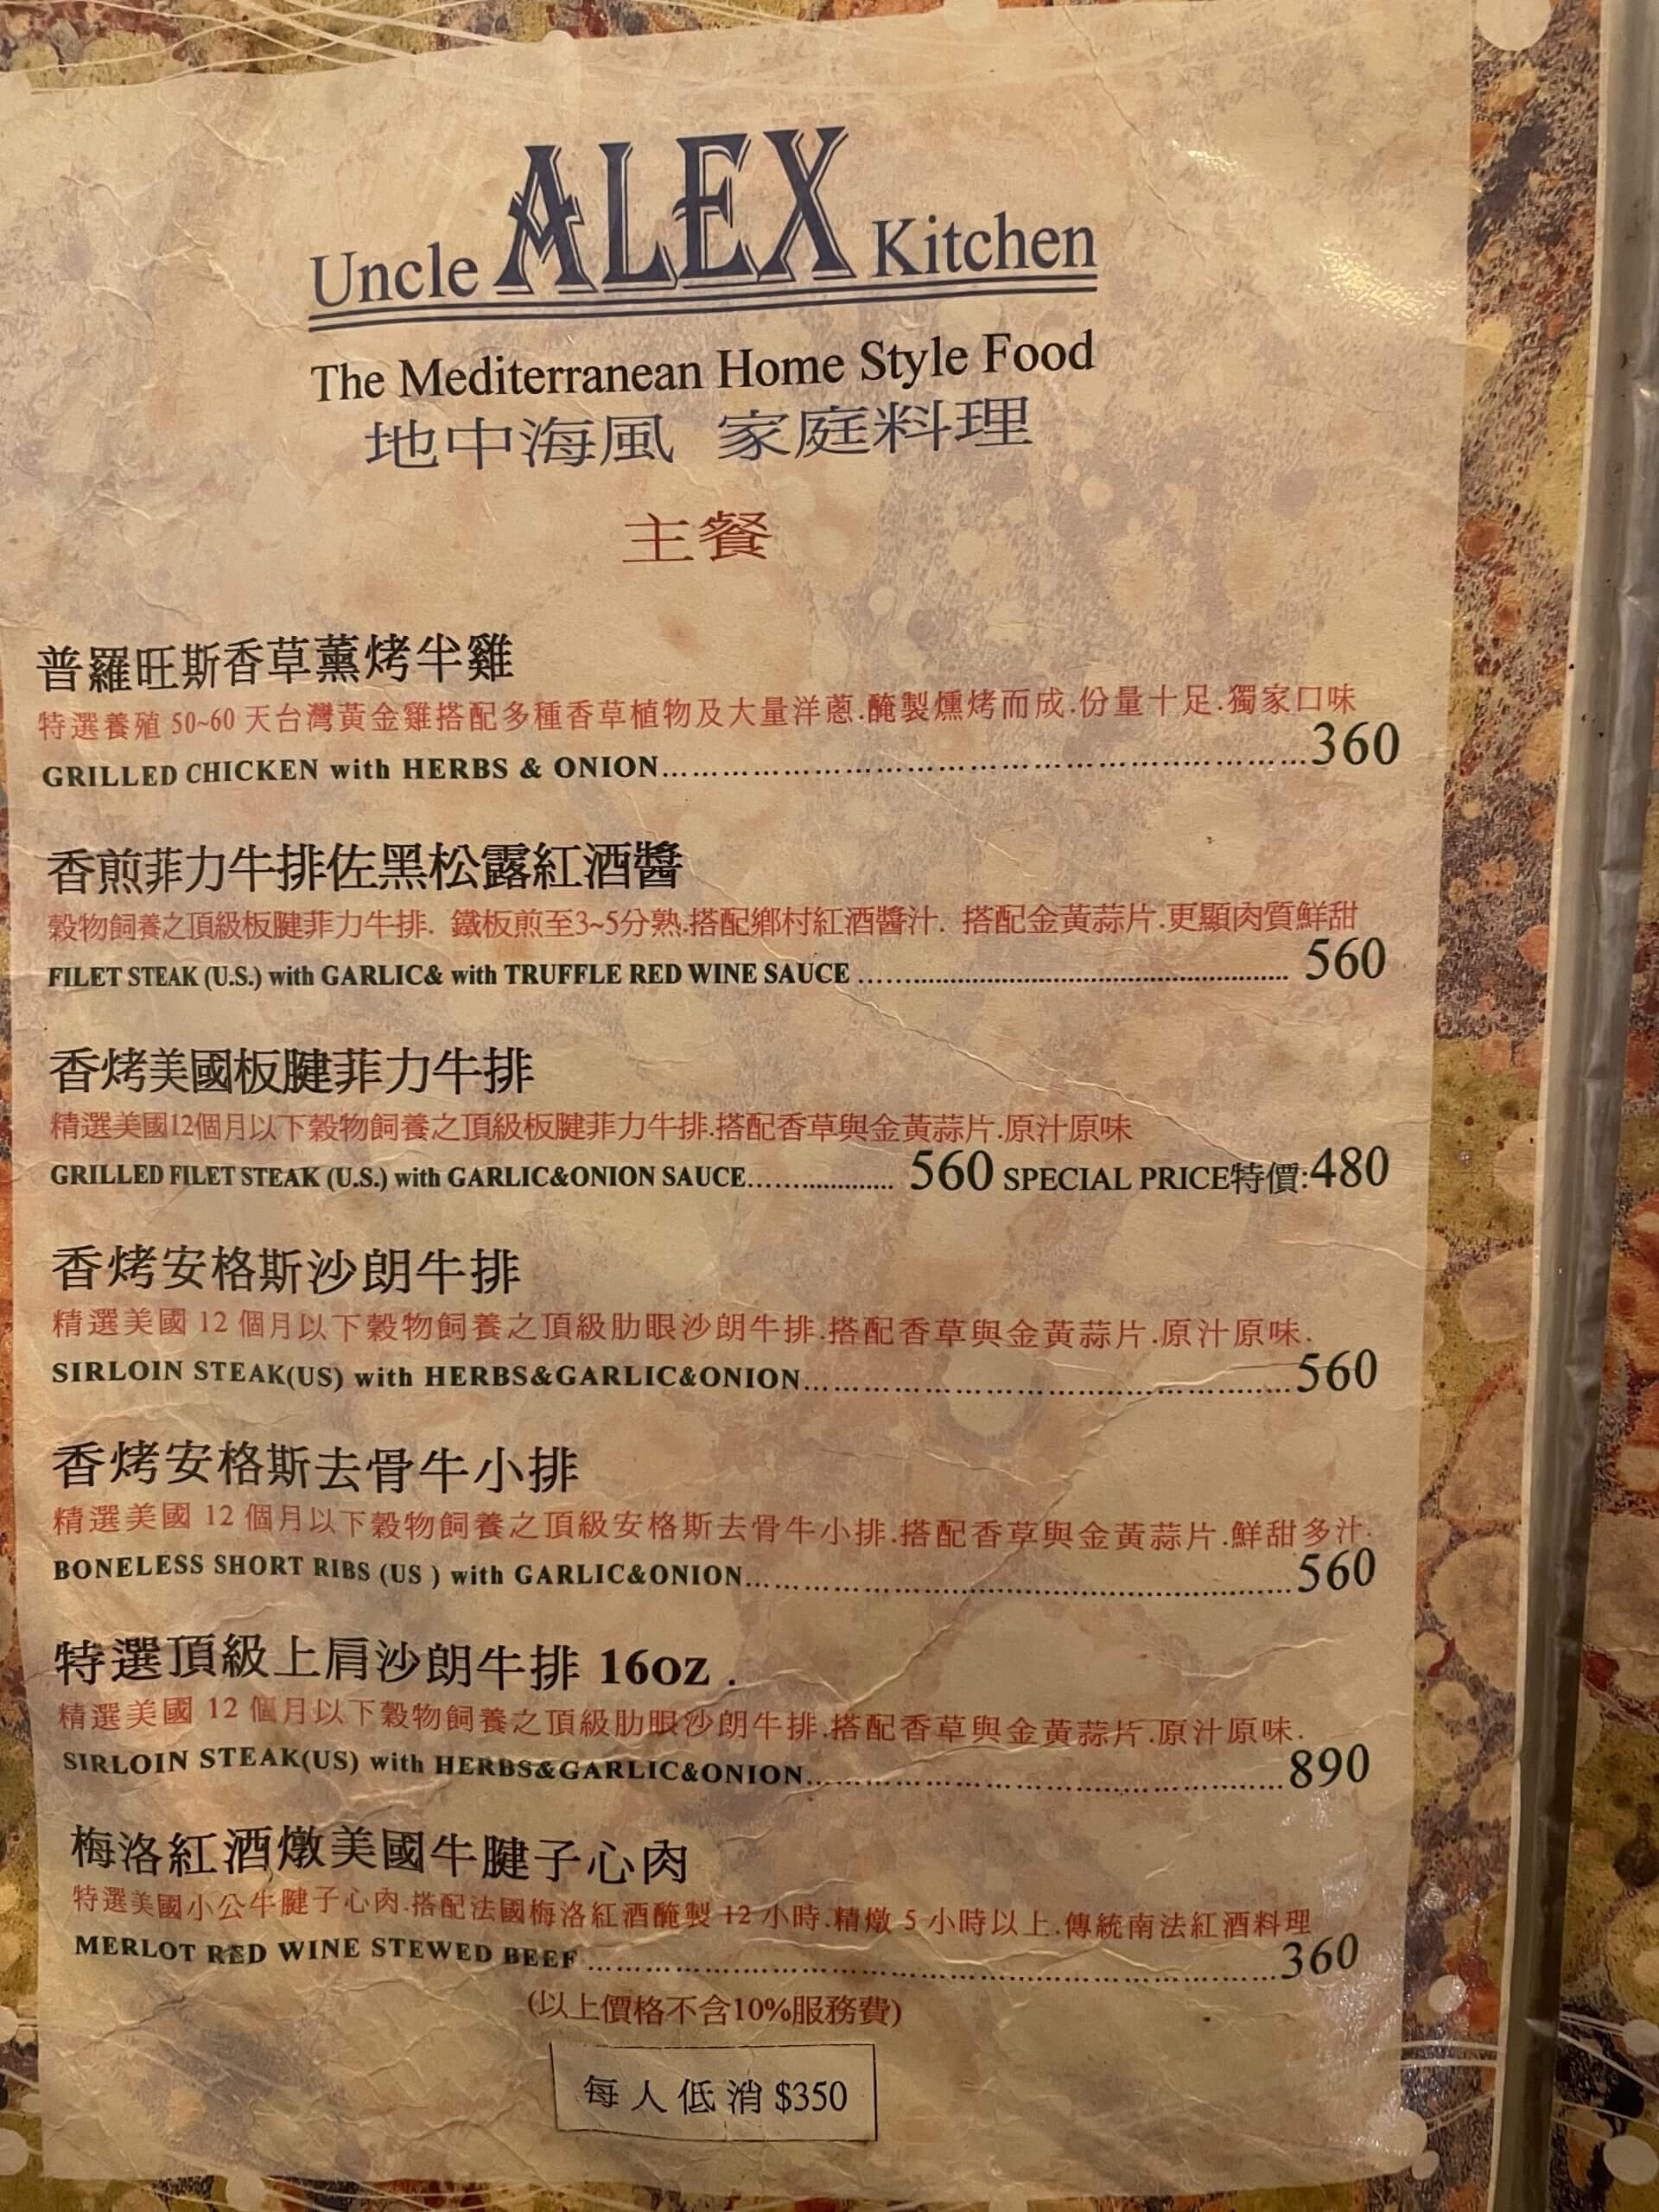 Uncle ALEX Kitchen
The Mediterranean Home Style Food
地中海風 家庭料理
主餐
普羅旺斯香草薰烤半雞
特選養殖 50~60 天台灣黃金雞搭配多種香草植物及大量洋蔥.醃製燻烤而成.份量十足.獨家口味
GRILLED CHICKEN with HERBS & ONION......360
香煎菲力牛排佐黑松露紅酒醬
穀物飼養之頂級板腱菲力牛排. 鐵板煎至3~5分熟.搭配鄉村紅酒醬汁. 搭配金黃蒜片.更顯肉質鮮甜
FILET STEAK (U.S.) with GARLIC& with TRUFFLE RED WINE SAUCE ...... 560
香烤美國板腱菲力牛排
精選美國12個月以下穀物飼養之頂級板腱菲力牛排.搭配香草與金黃蒜片.原汁原味
GRILLED FILET STEAK (U.S.) with GARLIC&ONION SAUCE...... 560 SPECIAL PRICE特價:480
香烤安格斯沙朗牛排
精選美國 12 個月以下穀物飼養之頂級肋眼沙朗牛排.搭配香草與金黃蒜片.原汁原味.
SIRLOIN STEAK(US) with HERBS&GARLIC&ONION......560
香烤安格斯去骨牛小排
精選美國 12 個月以下穀物飼養之頂級安格斯去骨牛小排.搭配香草與金黃蒜片.鮮甜多汁.
BONELESS SHORT RIBS (US ) with GARLIC&ONION......560
特選頂級上肩沙朗牛排 16oz .
精選美國 12 個月以下穀物飼養之頂級肋眼沙朗牛排.搭配香草與金黃蒜片.原汁原味.
SIRLOIN STEAK(US) with HERBS&GARLIC&ONION......890
梅洛紅酒燉美國牛腱子心肉
特選美國小公牛腱子心肉.搭配法國梅洛紅酒醃製 12 小時.精燉 5 小時以上.傳統南法紅酒料理
MERLOT RED WINE STEWED BEEF ......360
(以上價格不含10%服務費)
每人低消 $350